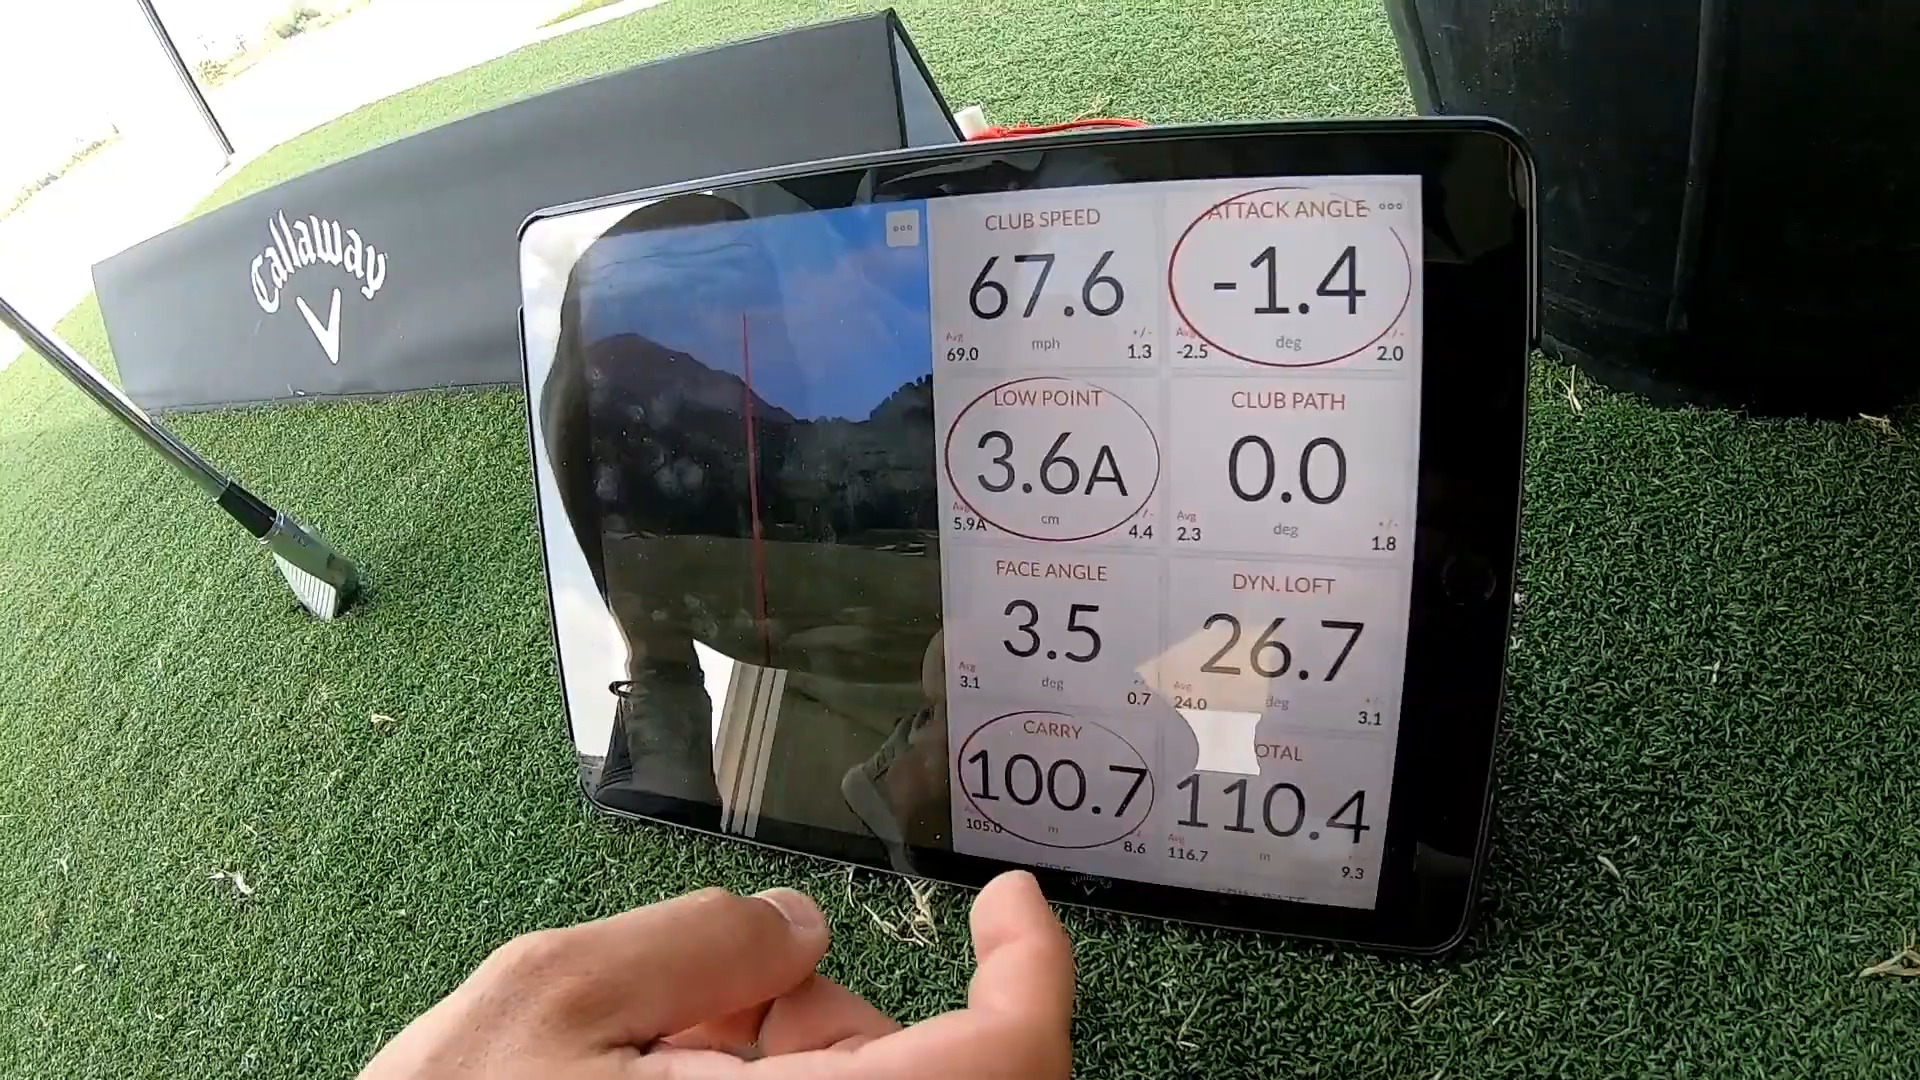 Callaway
CLUB SPEED
67.6
Avg
69.0
mph
+/-
1.3
ATTACK ANGLE
-1.4
-2.5
deg
2.0
LOW POINT
3.6A
Avg
5.9A
cm
4.4
CLUB PATH
0.0
Avg
2.3
deg
+/-
1.8
FACE ANGLE
3.5
Avg
3.1
deg
0.7
DYN. LOFT
26.7
Avg
24.0
deg
+/-
3.1
CARRY
100.7
105.0
m
8.6
OTAL
110.4
Avg
116.7
m
9.3
Callaway